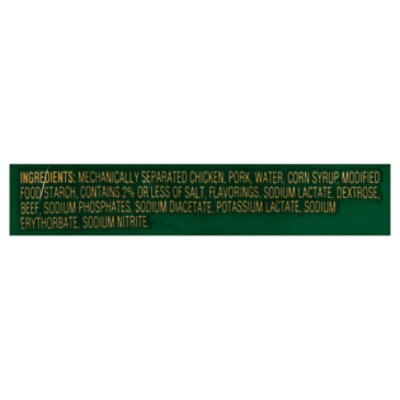 INGREDIENTS: MECHANICALLY SEPARATED CHICKEN, PORK, WATER, CORN SYRUP, MODIFIED
FOOD STARCH, CONTAINS 2% OR LESS OF SALT, FLAVORINGS, SODIUM LACTATE, DEXTROSE,
BEEF, SODIUM PHOSPHATES, SODIUM DIACETATE, POTASSIUM LACTATE, SODIUM
ERYTHORBATE, SODIUM NITRITE.